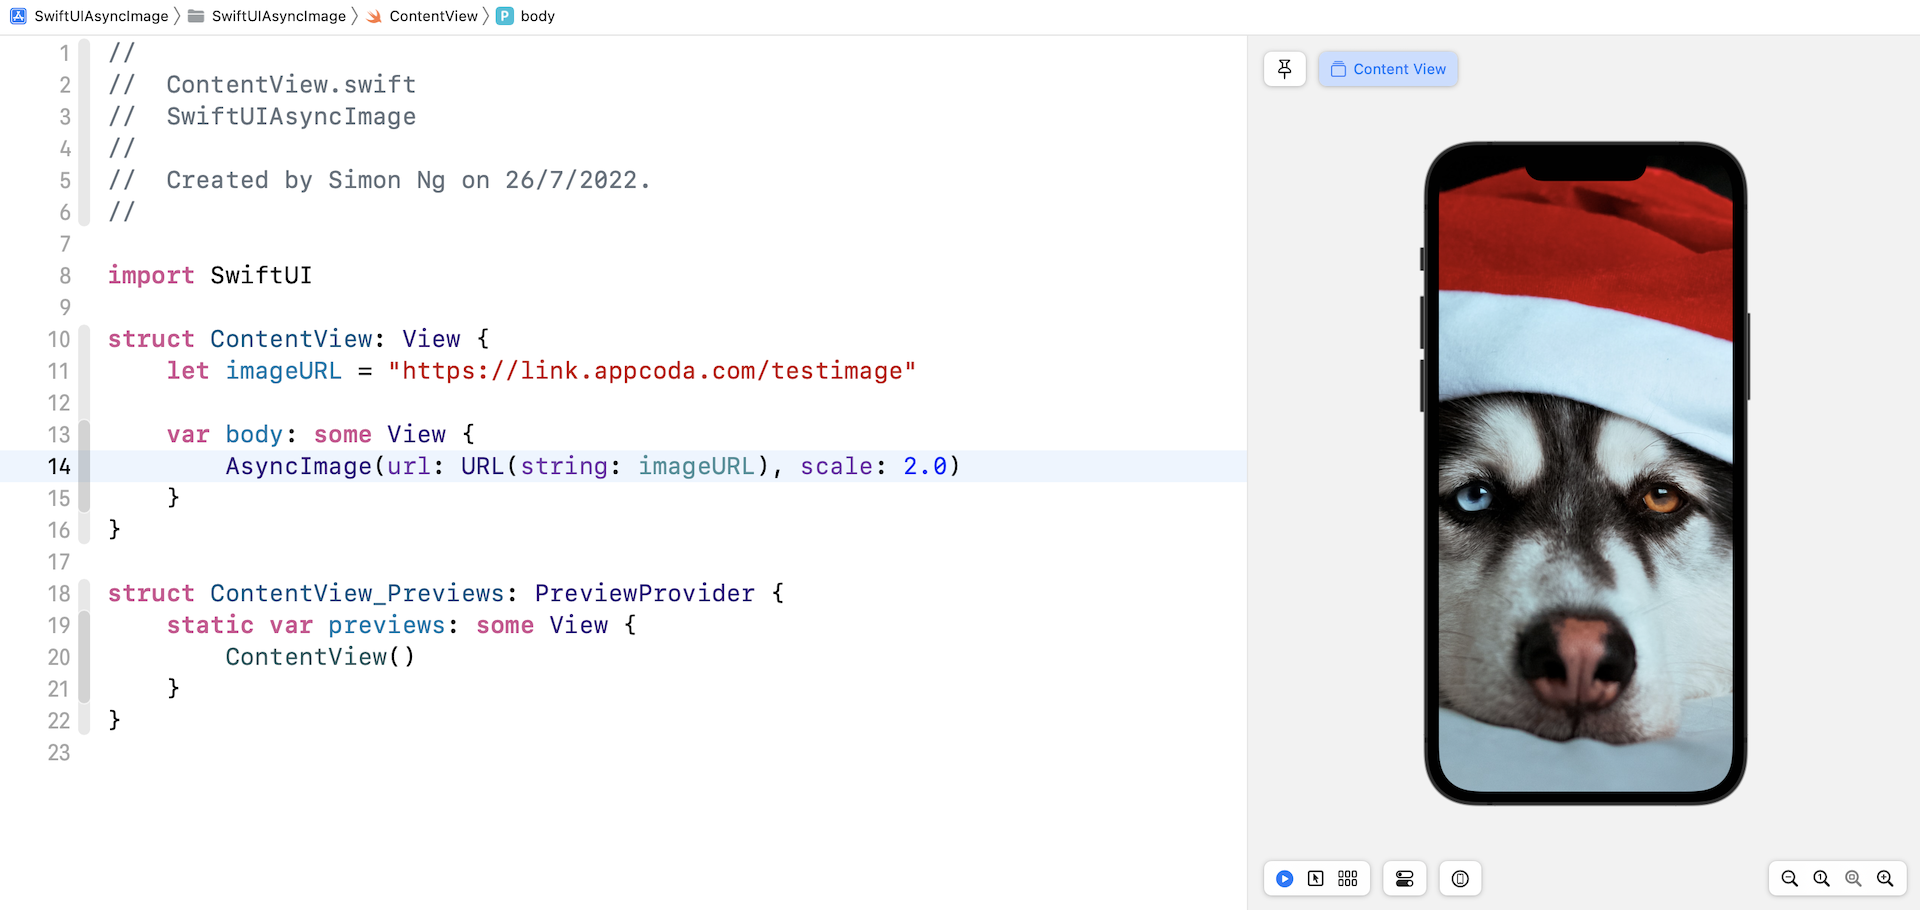 SwiftUIAsyncImage SwiftUIAsyncImage ContentView P body
1 //
2 //  ContentView.swift
3 //  SwiftUIAsyncImage
4 //
5 //  Created by Simon Ng on 26/7/2022.
6 //
7
8 import SwiftUI
9
10 struct ContentView: View {
11     let imageURL = "https://link.appcoda.com/testimage"
12
13     var body: some View {
14         AsyncImage(url: URL(string: imageURL), scale: 2.0)
15     }
16 }
17
18 struct ContentView_Previews: PreviewProvider {
19     static var previews: some View {
20         ContentView()
21     }
22 }
23
Content View